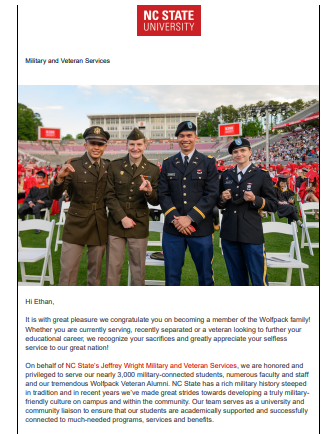 NC STATE
UNIVERSITY
Military and Veteran Services
Hi Ethan,
It is with great pleasure we congratulate you on becoming a member of the Wolfpack family!
Whether you are currently serving, recently separated or a veteran looking to further your
educational career, we recognize your sacrifices and greatly appreciate your selfless
service to our great nation!
On behalf of NC State's Jeffrey Wright Military and Veteran Services, we are honored and
privileged to serve our nearly 3,000 military-connected students, numerous faculty and staff
and our tremendous Wolfpack Veteran Alumni. NC State has a rich military history steeped
in tradition and in recent years we've made great strides towards developing a truly military-
friendly culture on campus and within the community. Our team serves as a university and
community liaison to ensure that our students are academically supported and successfully
connected to much-needed programs, services and benefits.